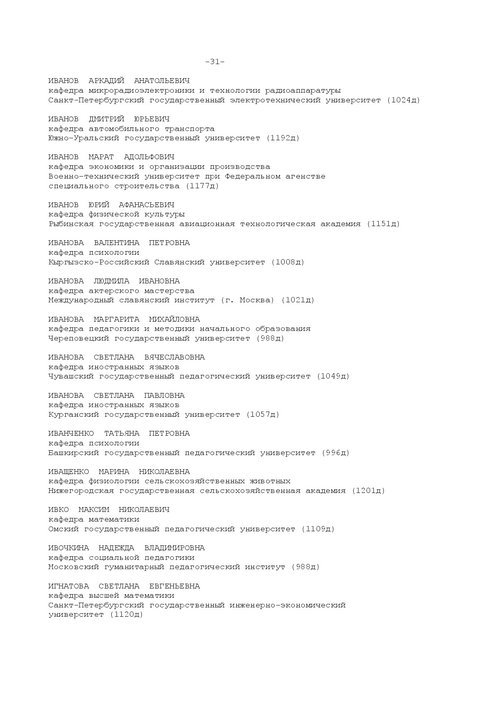 -31-
ИВАНОВ АРКАДИЙ АНАТОЛЬЕВИЧ
кафедра микрорадиоэлектроники и технологии радиоаппаратуры
Санкт-Петербургский государственный электротехнический университет (1024д)
ИВАНОВ ДМИТРИЙ ЮРЬЕВИЧ
кафедра автомобильного транспорта
Южно-Уральский государственный университет (1192д)
ИВАНОВ МАРАТ АДОЛЬФОВИЧ
кафедра экономики и организации производства
Военно-технический университет при Федеральном агенстве
специального строительства (1177д)
ИВАНОВ ЮРИЙ АФАНАСЬЕВИЧ
кафедра физической культуры
Рыбинская государственная авиационная технологическая академия (1151д)
ИВАНОВА ВАЛЕНТИНА ПЕТРОВНА
кафедра психологии
Кыргызско-Российский Славянский университет (1008д)
ИВАНОВА ЛЮДМИЛА ИВАНОВНА
кафедра актерского мастерства
Международный славянский институт (г. Москва) (1021д)
ИВАНОВА МАРГАРИТА МИХАЙЛОВНА
кафедра педагогики и методики начального образования
Череповецкий государственный университет (988д)
ИВАНОВА СВЕТЛАНА ВЯЧЕСЛАВОВНА
кафедра иностранных языков
Чувашский государственный педагогический университет (1049д)
ИВАНОВА СВЕТЛАНА ПАВЛОВНА
кафедра иностранных языков
Курганский государственный университет (1057д)
ИВАНЧЕНКО ТАТЬЯНА ПЕТРОВНА
кафедра психологии
Башкирский государственный педагогический университет (996д)
ИВАЩЕНКО МАРИНА НИКОЛАЕВНА
кафедра физиологии сельскохозяйственных животных
Нижегородская государственная сельскохозяйственная академия (1201д)
ИВКО МАКСИМ НИКОЛАЕВИЧ
кафедра математики
Омский государственный педагогический университет (1109д)
ИВОЧКИНА НАДЕЖДА ВЛАДИМИРОВНА
кафедра социальной педагогики
Московский гуманитарный педагогический институт (988д)
ИГНАТОВА СВЕТЛАНА ЕВГЕНЬЕВНА
кафедра высшей математики
Санкт-Петербургский государственный инженерно-экономический
университет (1120д)